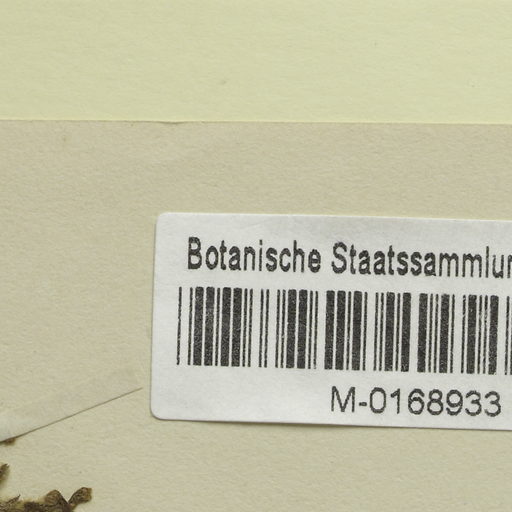 Botanische Staatssammlun
M-0168933